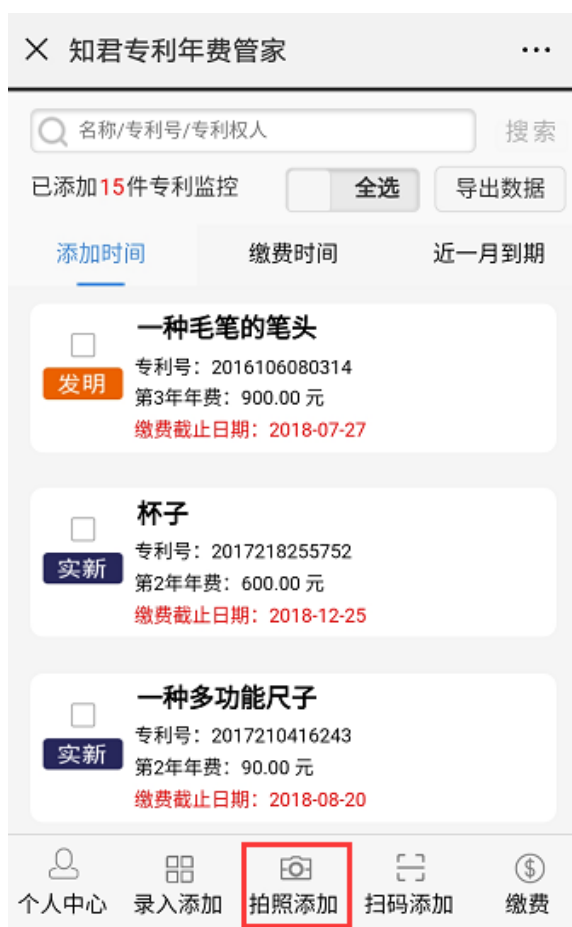 知君专利年费管家
名称/专利号/专利权人
搜索
已添加15件专利监控
全选
导出数据
添加时间
缴费时间
近一月到期
一种毛笔的笔头
发明
专利号：2016106080314
第3年年费：900.00 元
缴费截止日期：2018-07-27
杯子
实新
专利号：2017218255752
第2年年费：600.00 元
缴费截止日期：2018-12-25
一种多功能尺子
实新
专利号：2017210416243
第2年年费：90.00 元
缴费截止日期：2018-08-20
个人中心
录入添加
拍照添加
扫码添加
缴费